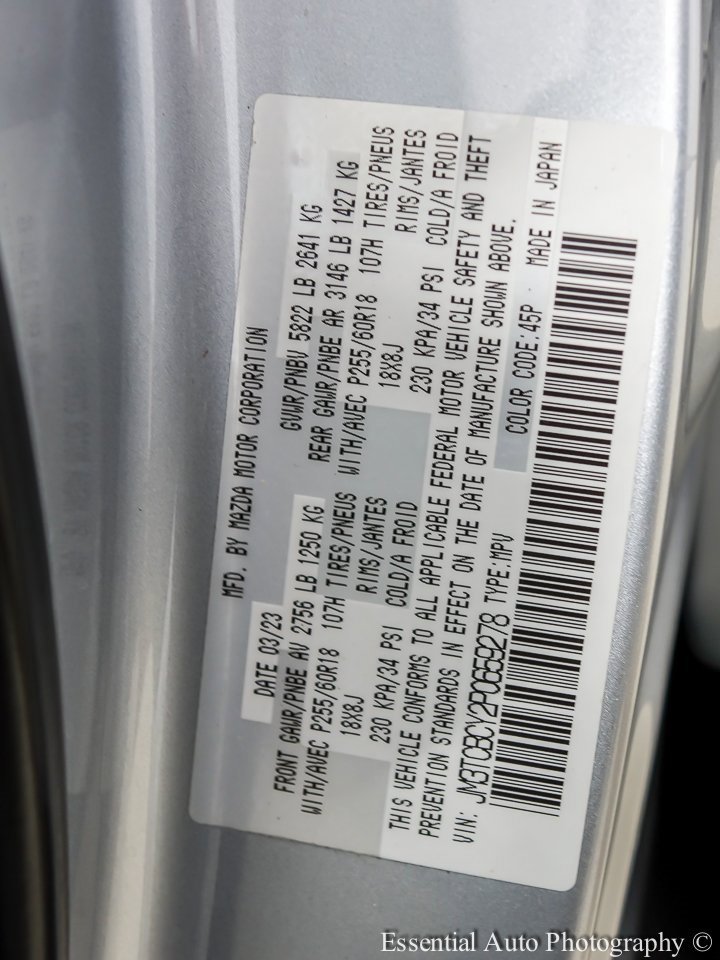 MFD. BY MAZDA MOTOR CORPORATION
DATE 03/23
GVWR/PNBV 5822 LB 2641 KG
FRONT GAWR/PNBE AV 2756 LB 1250 KG
REAR GAWR/PNBE AR 3146 LB 1427 KG
WITH/AVEC P255/60R18 107H TIRES/PNEUS
WITH/AVEC P255/60R18 107H TIRES/PNEUS
18X8J RIMS/JANTES
18X8J RIMS/JANTES
230 KPA/34 PSI COLD/A FROID
230 KPA/34 PSI COLD/A FROID
THIS VEHICLE CONFORMS TO ALL APPLICABLE FEDERAL MOTOR VEHICLE SAFETY AND THEFT
PREVENTION STANDARDS IN EFFECT ON THE DATE OF MANUFACTURE SHOWN ABOVE.
VIN: JM3TCBCY2P0659278 TYPE:MPV COLOR CODE:45P MADE IN JAPAN
Essential Auto Photography ©